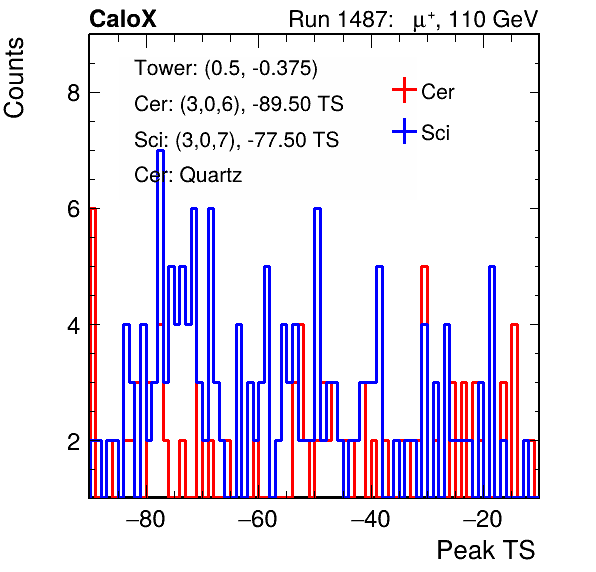 CaloX Run 1487: μ⁺, 110 GeV
Counts
Tower: (0.5, -0.375)
Cer: (3,0,6), -89.50 TS
Sci: (3,0,7), -77.50 TS
Cer: Quartz
Cer
Sci
8
6
4
2
−80 −60 −40 −20
Peak TS